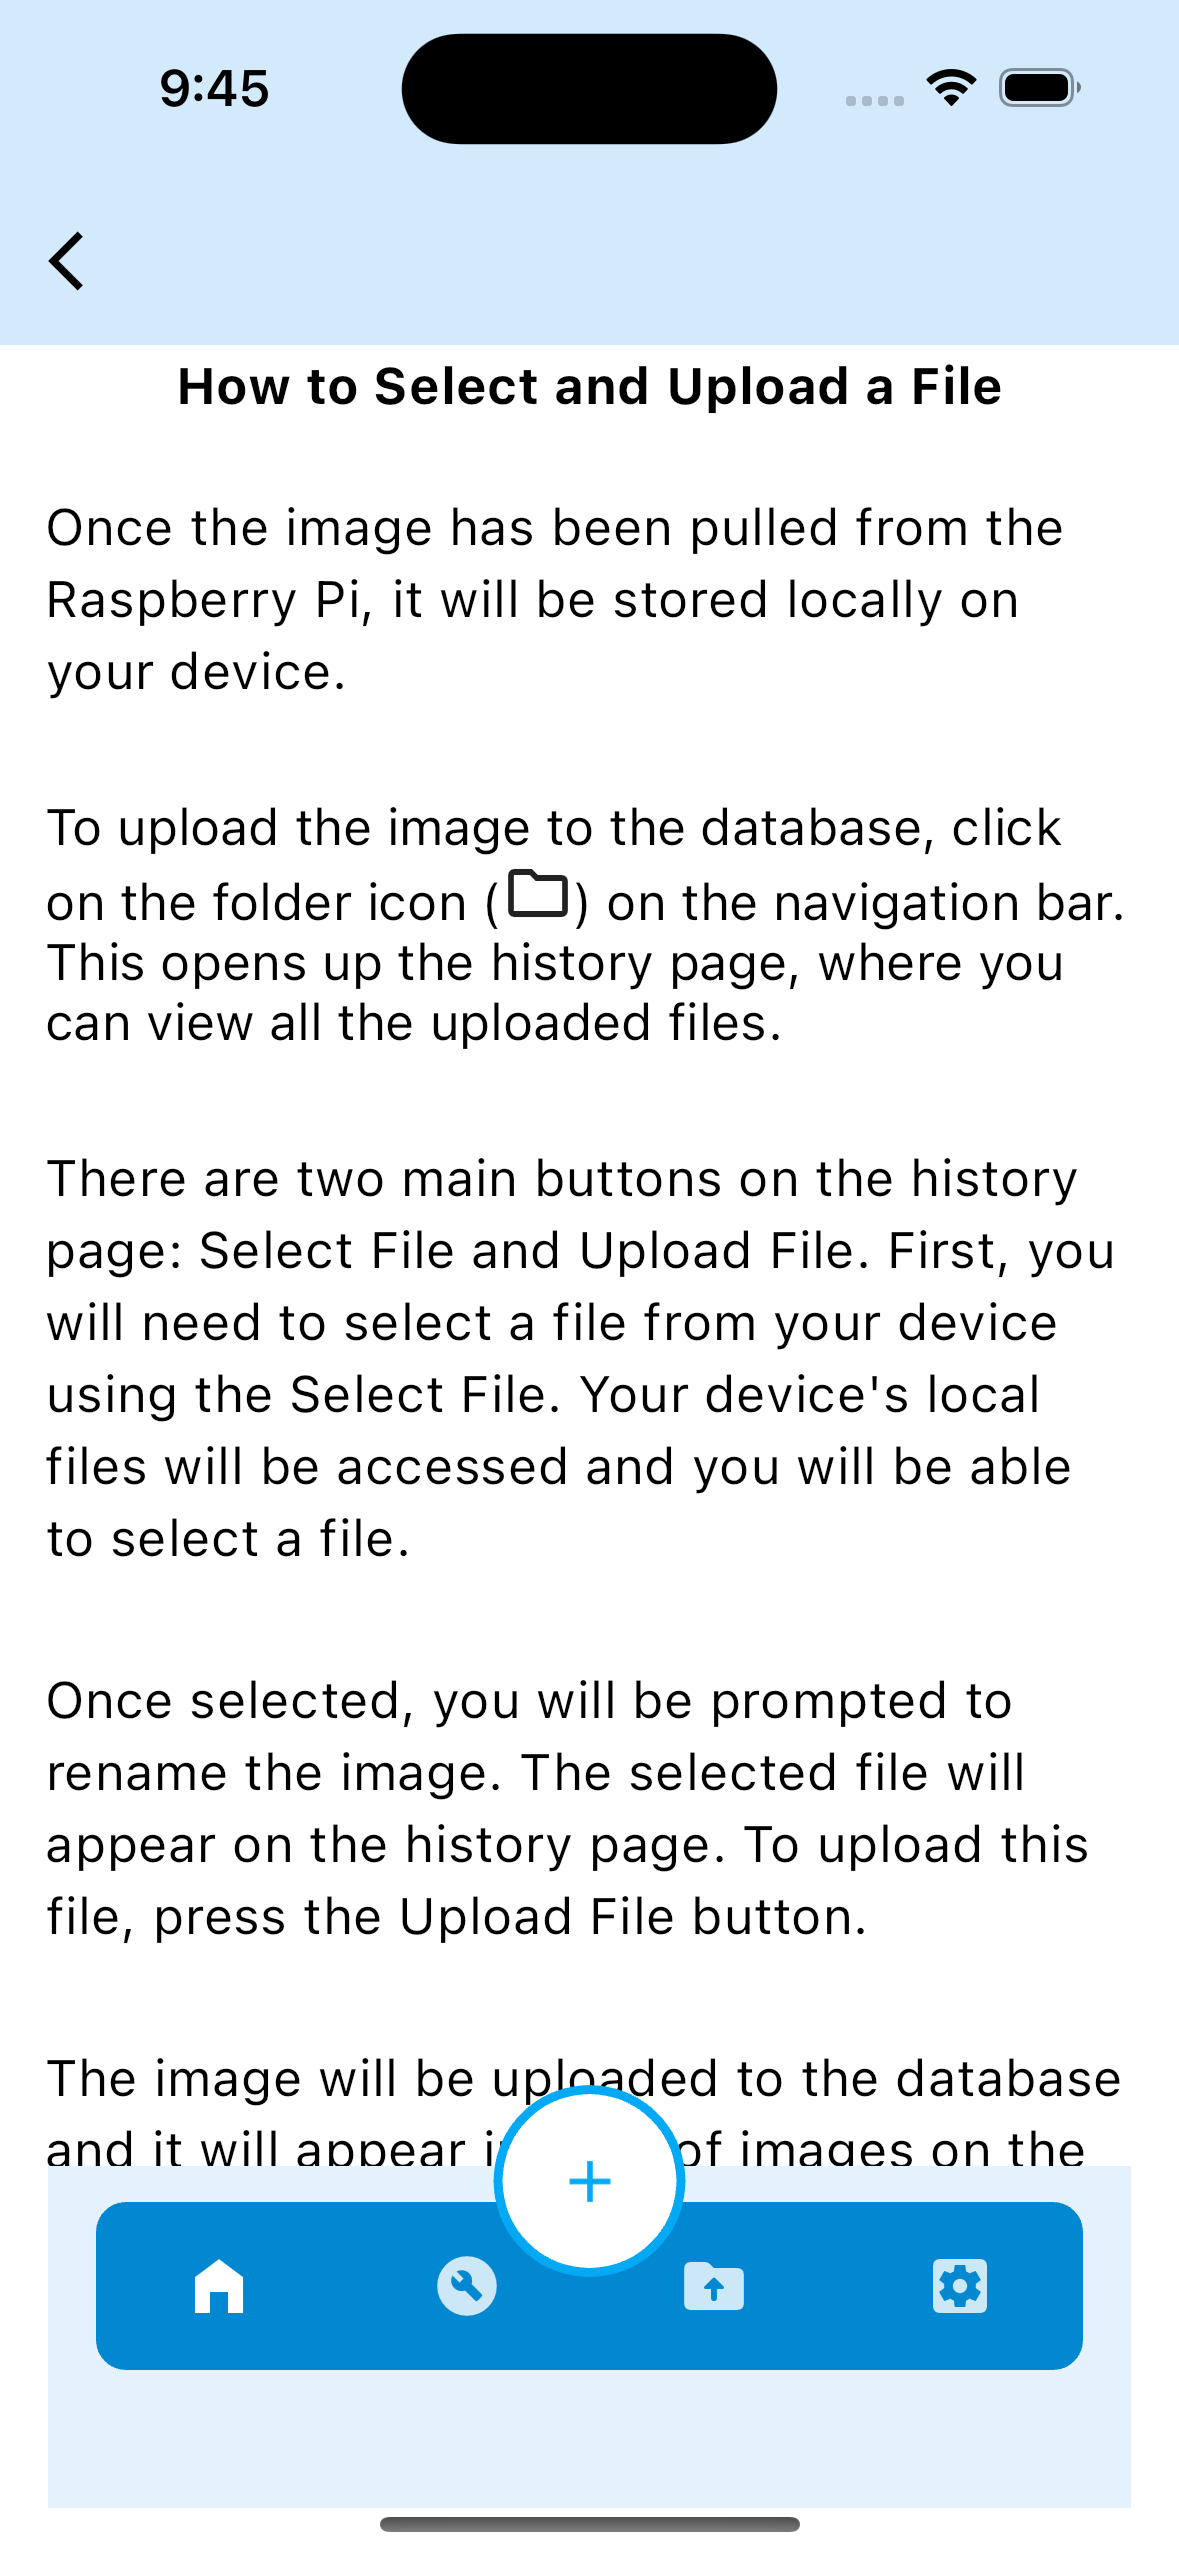 9:45
How to Select and Upload a File
Once the image has been pulled from the
Raspberry Pi, it will be stored locally on
your device.
To upload the image to the database, click
on the folder icon ( ) on the navigation bar.
This opens up the history page, where you
can view all the uploaded files.
There are two main buttons on the history
page: Select File and Upload File. First, you
will need to select a file from your device
using the Select File. Your device's local
files will be accessed and you will be able
to select a file.
Once selected, you will be prompted to
rename the image. The selected file will
appear on the history page. To upload this
file, press the Upload File button.
The image will be uploaded to the database
and it will appear of images on the